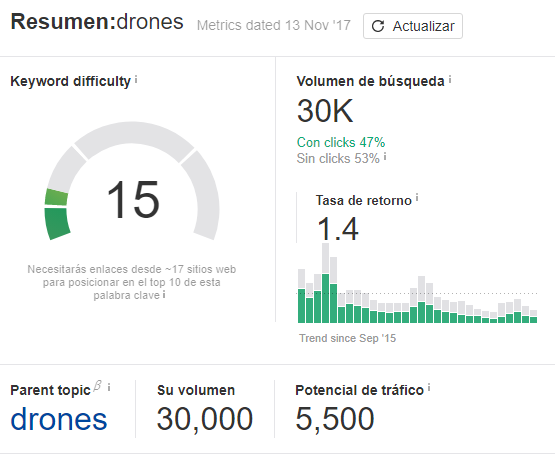 Resumen:drones Metrics dated 13 Nov '17 Actualizar
Keyword difficulty i
15
Necesitarás enlaces desde ~17 sitios web
para posicionar en el top 10 de esta
palabra clave i
Volumen de búsqueda i
30K
Con clicks 47%
Sin clicks 53% i
Tasa de retorno i
1.4
Trend since Sep '15
Parent topic β i
drones
Su volumen
30,000
Potencial de tráfico i
5,500